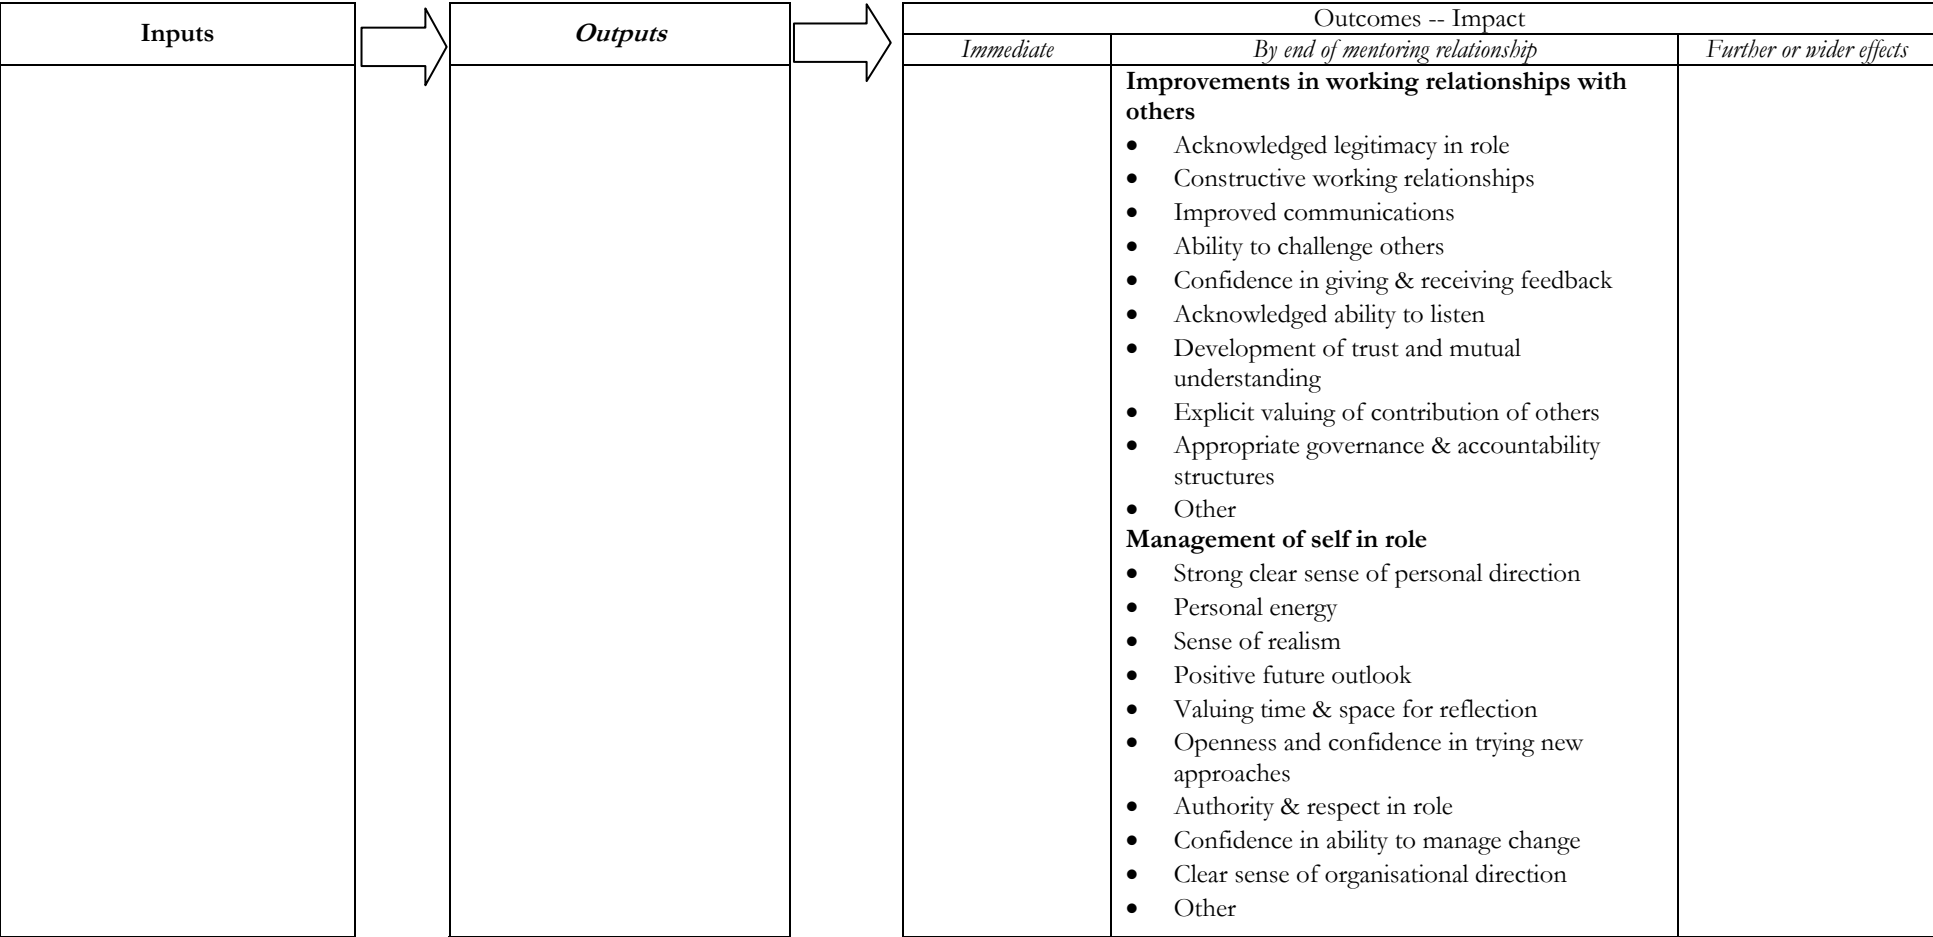 Inputs
Outputs
Outcomes -- Impact
Immediate
By end of mentoring relationship
Further or wider effects
Improvements in working relationships with
others
• Acknowledged legitimacy in role
• Constructive working relationships
• Improved communications
• Ability to challenge others
• Confidence in giving & receiving feedback
• Acknowledged ability to listen
• Development of trust and mutual
understanding
• Explicit valuing of contribution of others
• Appropriate governance & accountability
structures
• Other
Management of self in role
• Strong clear sense of personal direction
• Personal energy
• Sense of realism
• Positive future outlook
• Valuing time & space for reflection
• Openness and confidence in trying new
approaches
• Authority & respect in role
• Confidence in ability to manage change
• Clear sense of organisational direction
• Other